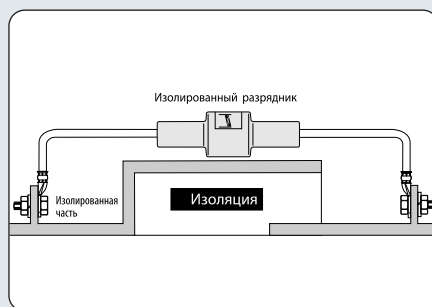 Изолированный разрядник
Изолированная
часть
Изоляция